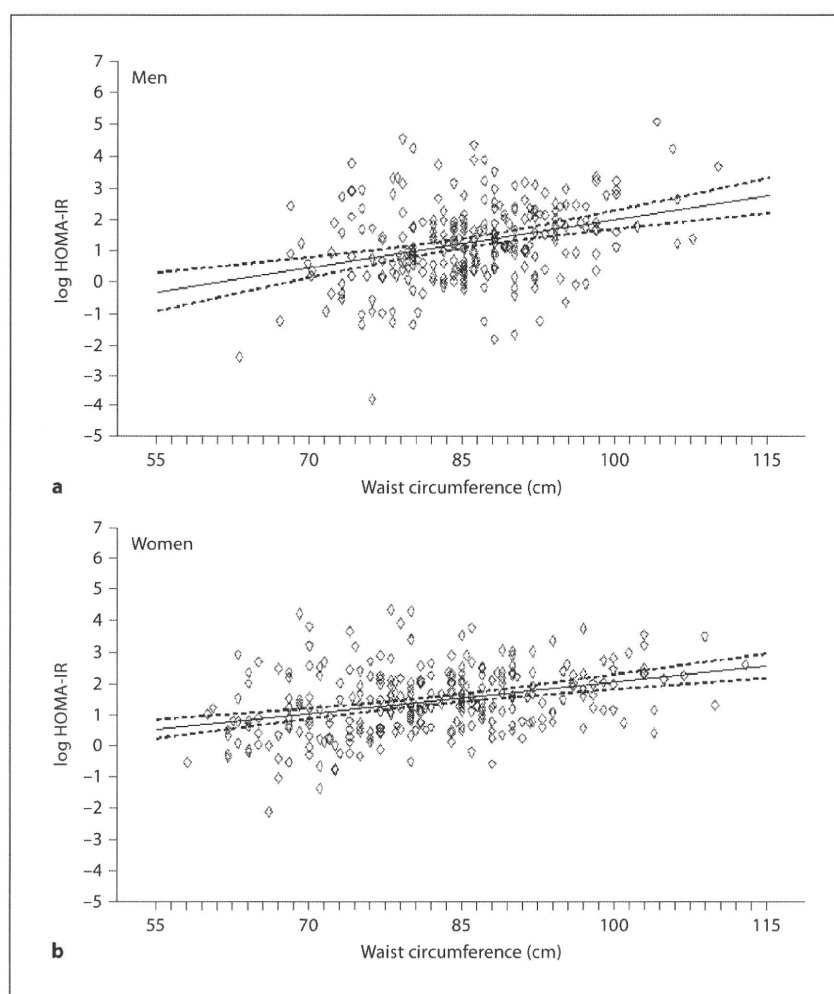 7
Men
6
5
4
3
2
1
0
–1
–2
–3
–4
–5
log HOMA-IR
55 70 85 100 115
a
Waist circumference (cm)
7
Women
6
5
4
3
2
1
0
–1
–2
–3
–4
–5
log HOMA-IR
55 70 85 100 115
b
Waist circumference (cm)